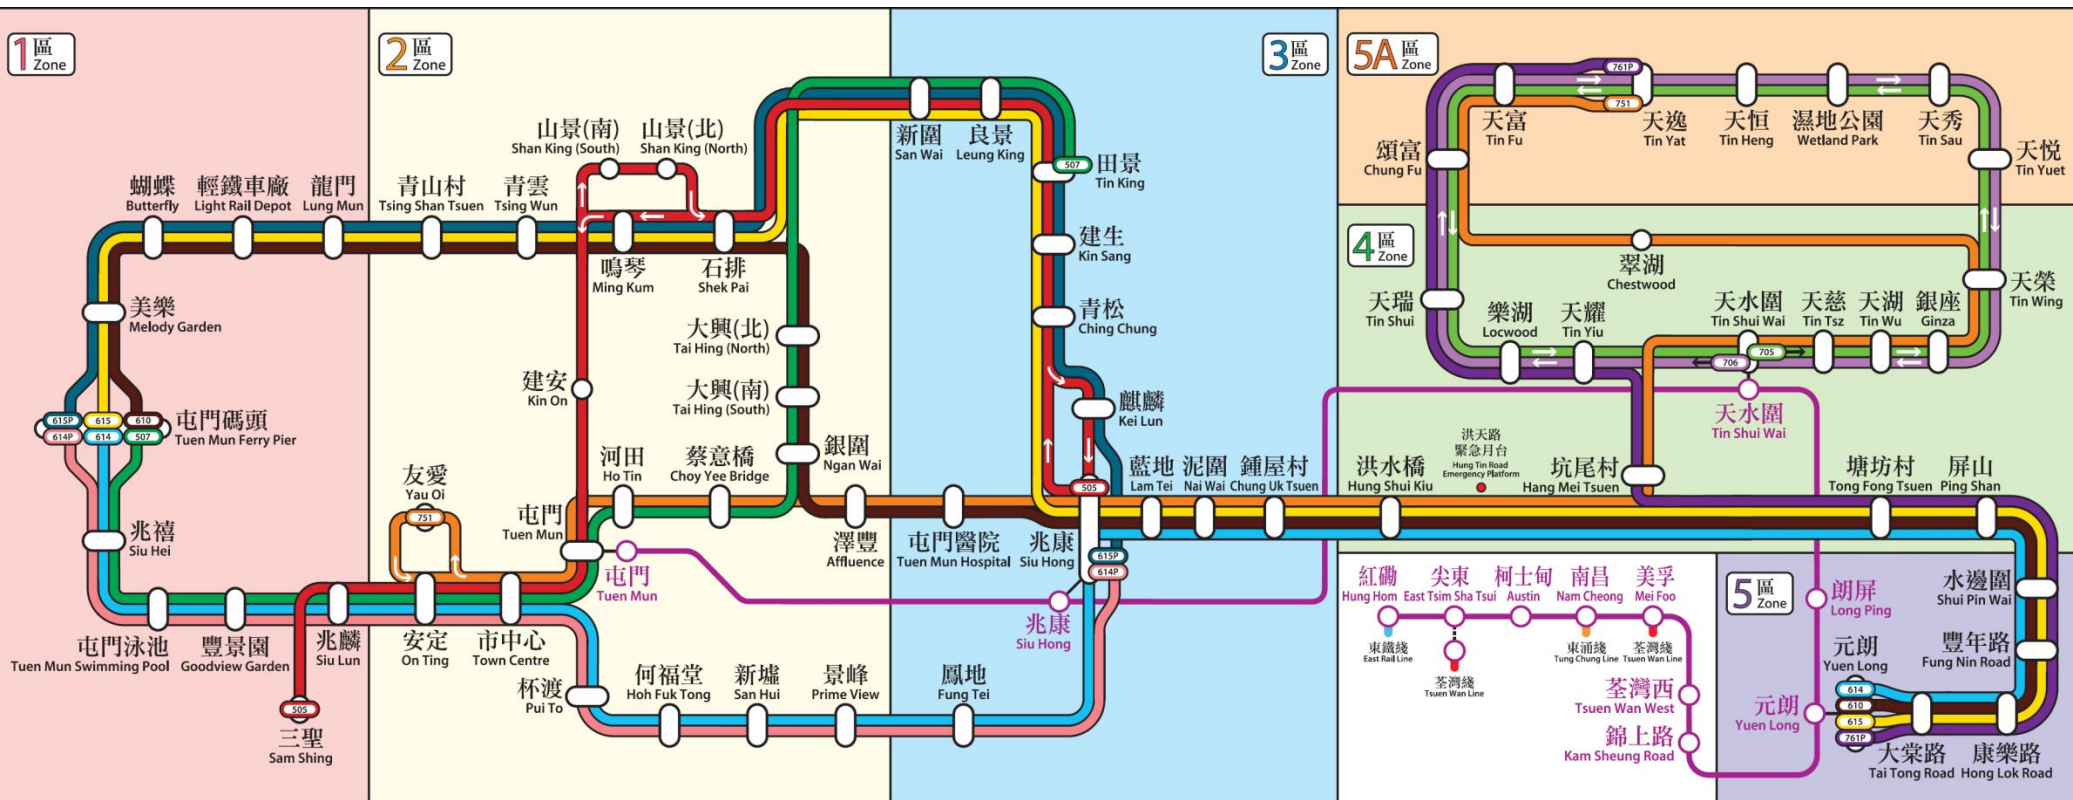 1 區
Zone
2 區
Zone
3 區
Zone
5A 區
Zone
4 區
Zone
5 區
Zone
蝴蝶
Butterfly
輕鐵車廠
Light Rail Depot
龍門
Lung Mun
青山村
Tsing Shan Tsuen
青雲
Tsing Wun
山景(南)
Shan King (South)
山景(北)
Shan King (North)
鳴琴
Ming Kum
石排
Shek Pai
美樂
Melody Garden
615P
615
610
614P
614
507
屯門碼頭
Tuen Mun Ferry Pier
兆禧
Siu Hei
屯門泳池
Tuen Mun Swimming Pool
豐景園
Goodview Garden
兆麟
Siu Lun
505
三聖
Sam Shing
友愛
Yau Oi
751
安定
On Ting
市中心
Town Centre
屯門
Tuen Mun
屯門
Tuen Mun
建安
Kin On
河田
Ho Tin
蔡意橋
Choy Yee Bridge
大興(北)
Tai Hing (North)
大興(南)
Tai Hing (South)
銀圍
Ngan Wai
澤豐
Affluence
杯渡
Pui To
何福堂
Hoh Fuk Tong
新墟
San Hui
景峰
Prime View
鳳地
Fung Tei
新圍
San Wai
良景
Leung King
507
田景
Tin King
建生
Kin Sang
青松
Ching Chung
麒麟
Kei Lun
505
屯門醫院
Tuen Mun Hospital
兆康
Siu Hong
615P
614P
兆康
Siu Hong
藍地
Lam Tei
泥圍
Nai Wai
鍾屋村
Chung Uk Tsuen
洪水橋
Hung Shui Kiu
洪天路
緊急月台
Hung Tin Road
Emergency Platform
坑尾村
Hang Mei Tsuen
塘坊村
Tong Fong Tsuen
屏山
Ping Shan
761P
751
天富
Tin Fu
天逸
Tin Yat
天恒
Tin Heng
濕地公園
Wetland Park
天秀
Tin Sau
頌富
Chung Fu
天悅
Tin Yuet
翠湖
Chestwood
天瑞
Tin Shui
樂湖
Locwood
天耀
Tin Yiu
天水圍
Tin Shui Wai
天慈
Tin Tsz
天湖
Tin Wu
銀座
Ginza
天榮
Tin Wing
705
706
天水圍
Tin Shui Wai
紅磡
Hung Hom
尖東
East Tsim Sha Tsui
柯士甸
Austin
南昌
Nam Cheong
美孚
Mei Foo
東鐵綫
East Rail Line
荃灣綫
Tsuen Wan Line
東涌綫
Tung Chung Line
荃灣綫
Tsuen Wan Line
荃灣西
Tsuen Wan West
錦上路
Kam Sheung Road
朗屏
Long Ping
元朗
Yuen Long
水邊圍
Shui Pin Wai
豐年路
Fung Nin Road
元朗
Yuen Long
614
610
615
761P
大棠路
Tai Tong Road
康樂路
Hong Lok Road